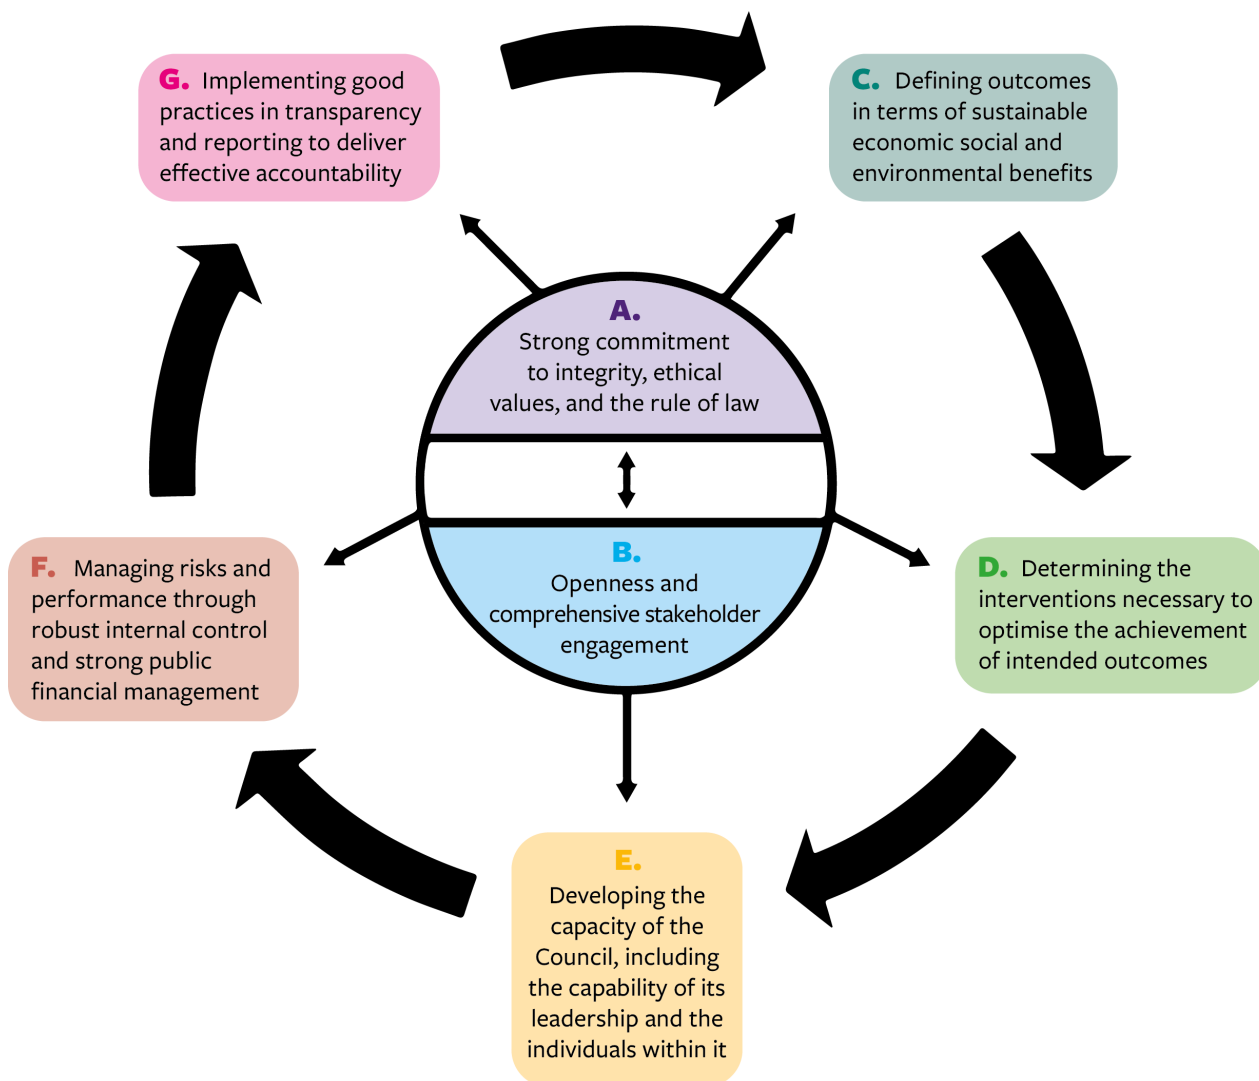 A.
Strong commitment
to integrity, ethical
values, and the rule of law
B.
Openness and
comprehensive stakeholder
engagement
C. Defining outcomes
in terms of sustainable
economic social and
environmental benefits
D. Determining the
interventions necessary to
optimise the achievement
of intended outcomes
E.
Developing the
capacity of the
Council, including
the capability of its
leadership and the
individuals within it
F. Managing risks and
performance through
robust internal control
and strong public
financial management
G. Implementing good
practices in transparency
and reporting to deliver
effective accountability